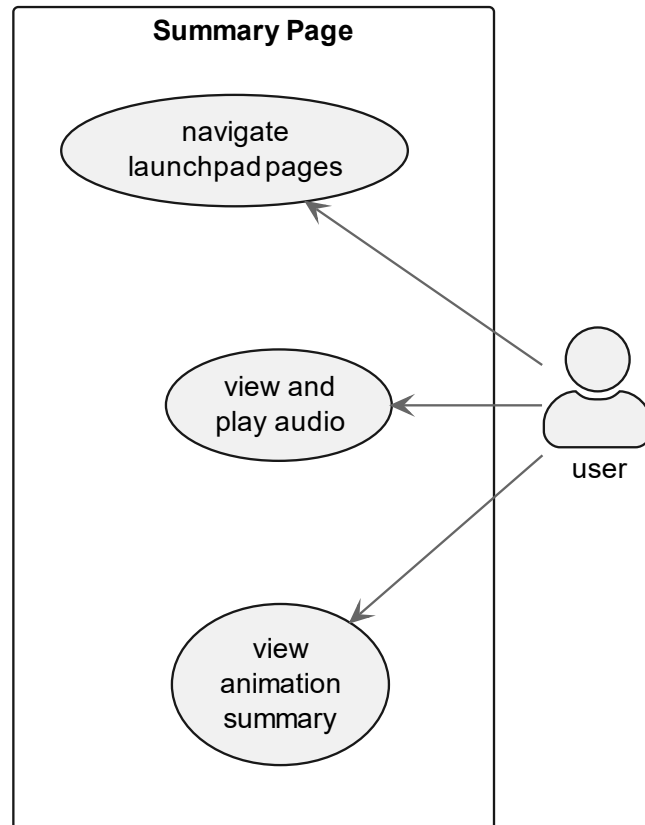 Summary Page
navigate
launchpad pages
view and
play audio
user
view
animation
summary